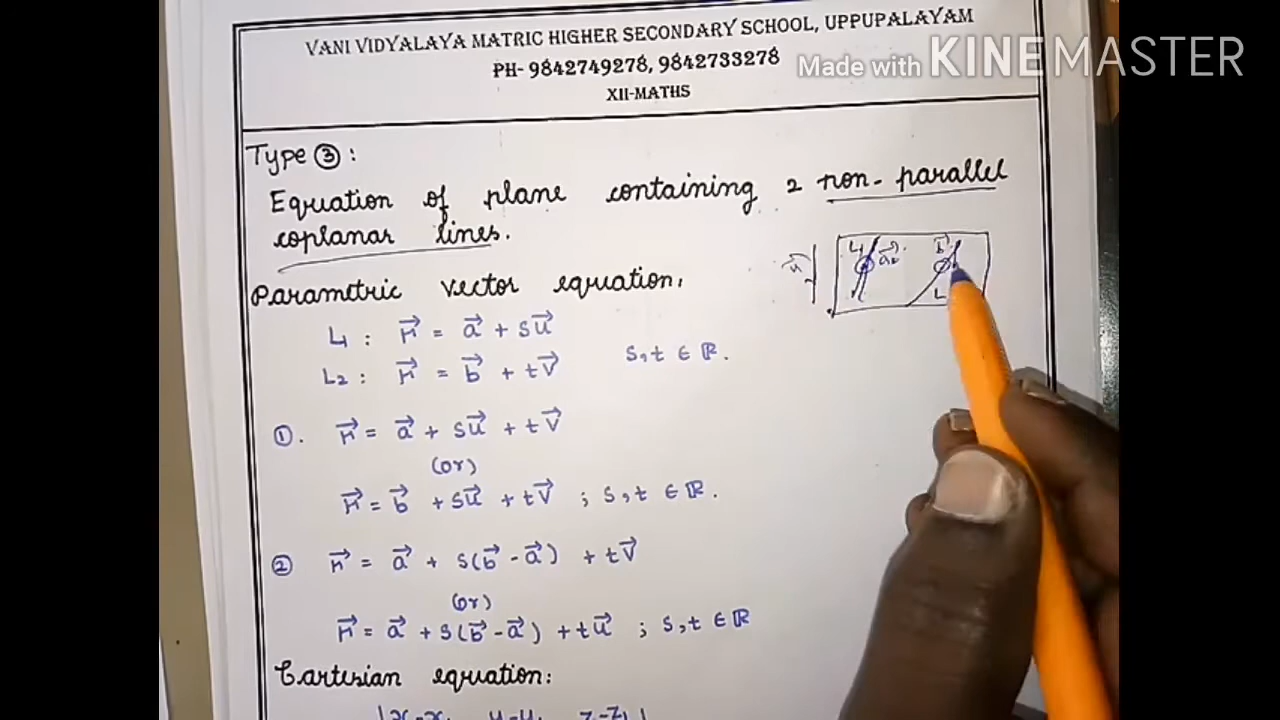 VANI VIDYALAYA MATRIC HIGHER SECONDARY SCHOOL, UPPUPALAYAM
Made with KINEMASTER
PH- 9842749278, 9842733278
XII-MATHS
Type ③:
Equation of plane containing 2 non-parallel
coplanar lines.
Parametric vector equation.
L₁ : r⃗ = a⃗ + su⃗
L₂ : r⃗ = b⃗ + tv⃗ s,t ∈ ℝ.
①. r⃗ = a⃗ + su⃗ + tv⃗
(or)
r⃗ = b⃗ + su⃗ + tv⃗ ; s,t ∈ ℝ.
② r⃗ = a⃗ + s(b⃗ - a⃗) + tv⃗
(or)
r⃗ = a⃗ + s(b⃗ - a⃗) + tu⃗ ; s,t ∈ ℝ
Cartesian equation:
L₁
b⃗
L